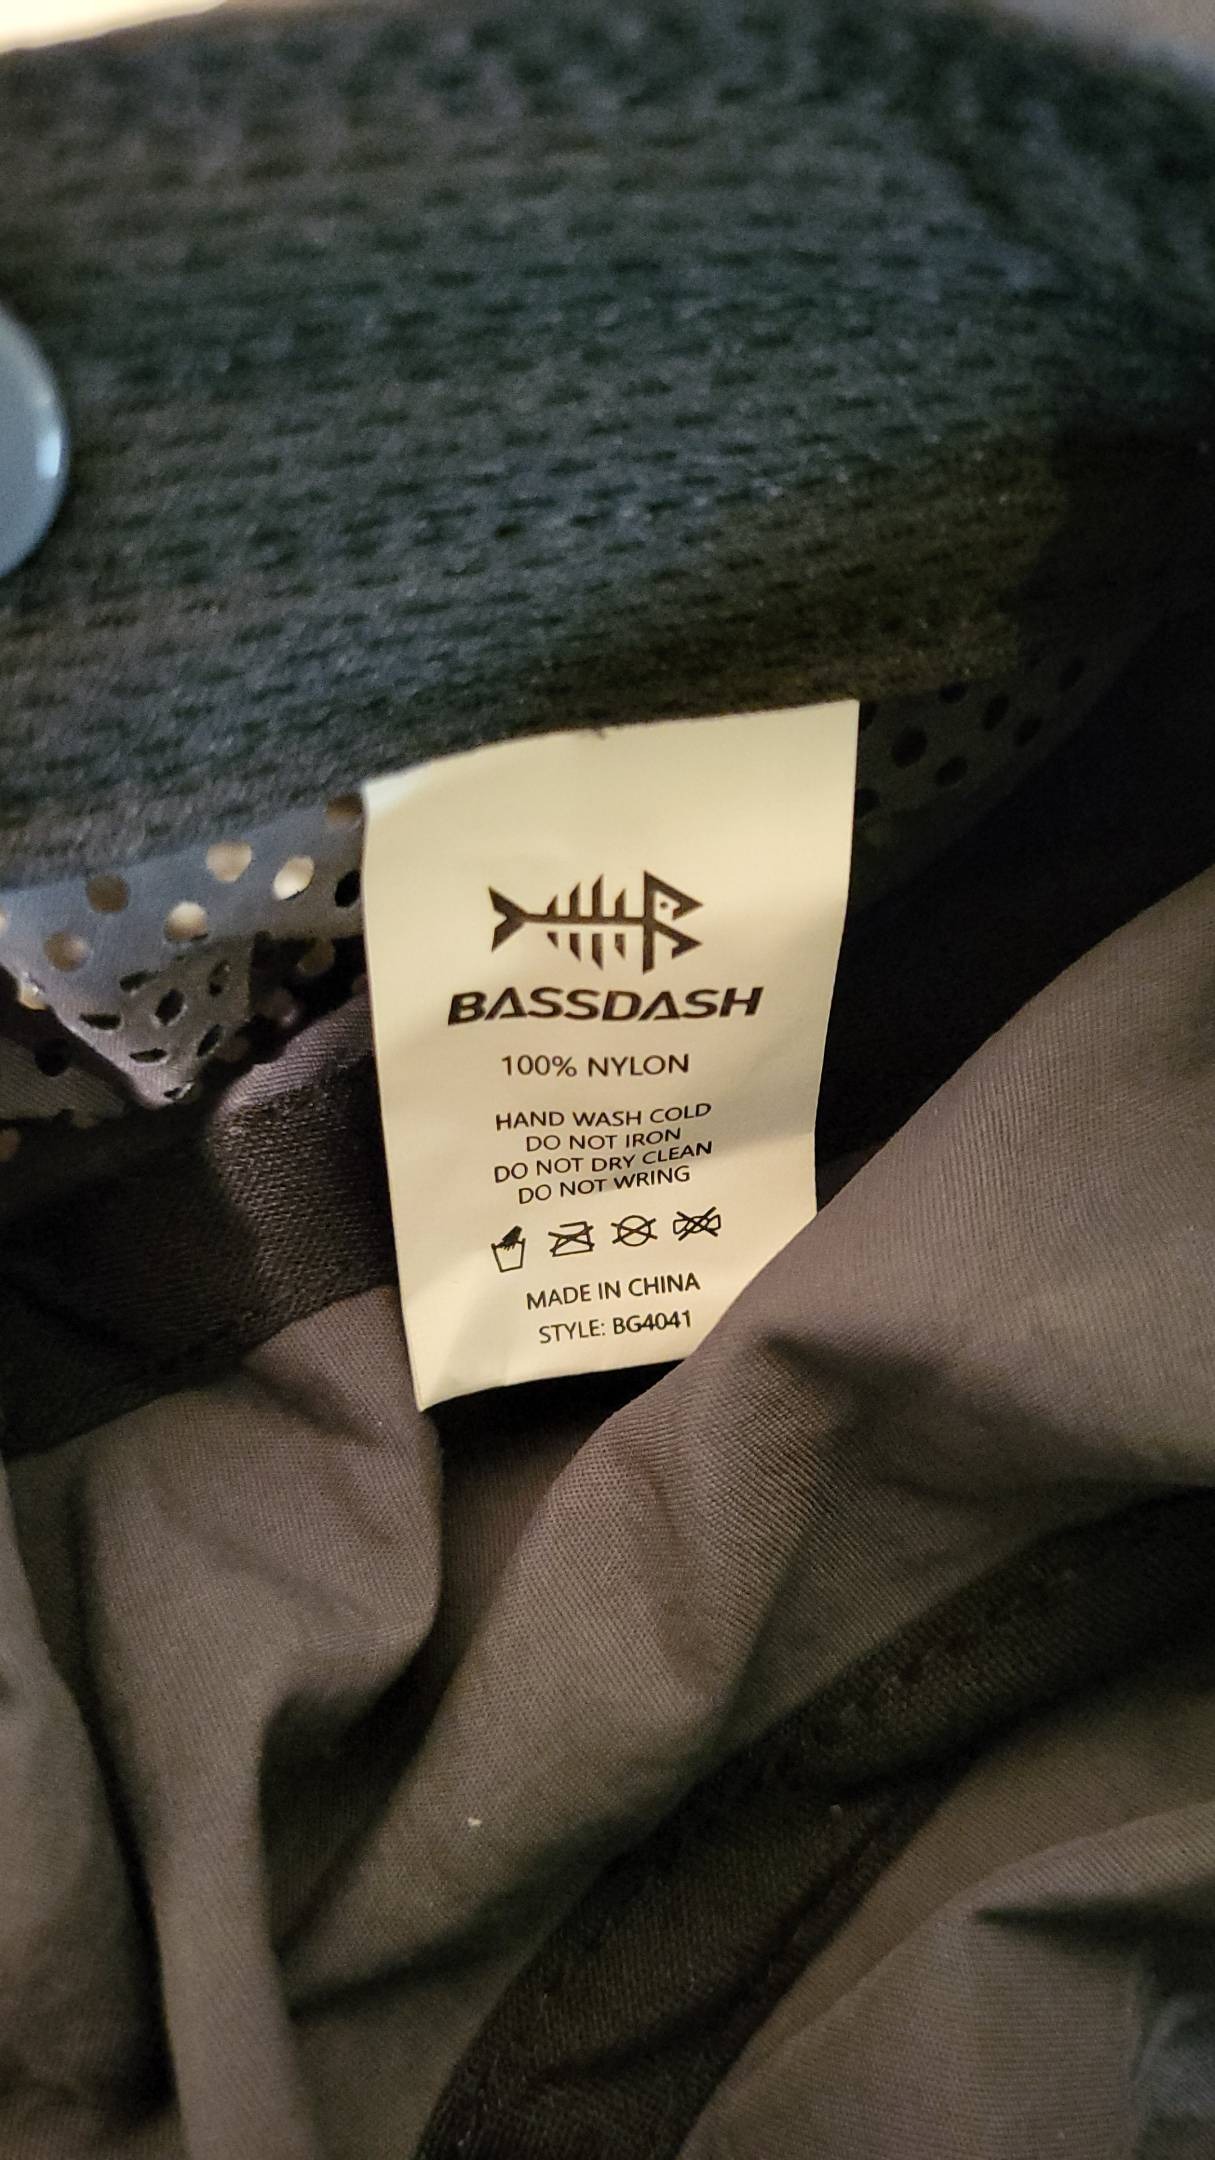 BASSDASH
100% NYLON
HAND WASH COLD
DO NOT IRON
DO NOT DRY CLEAN
DO NOT WRING
MADE IN CHINA
STYLE: BG4041